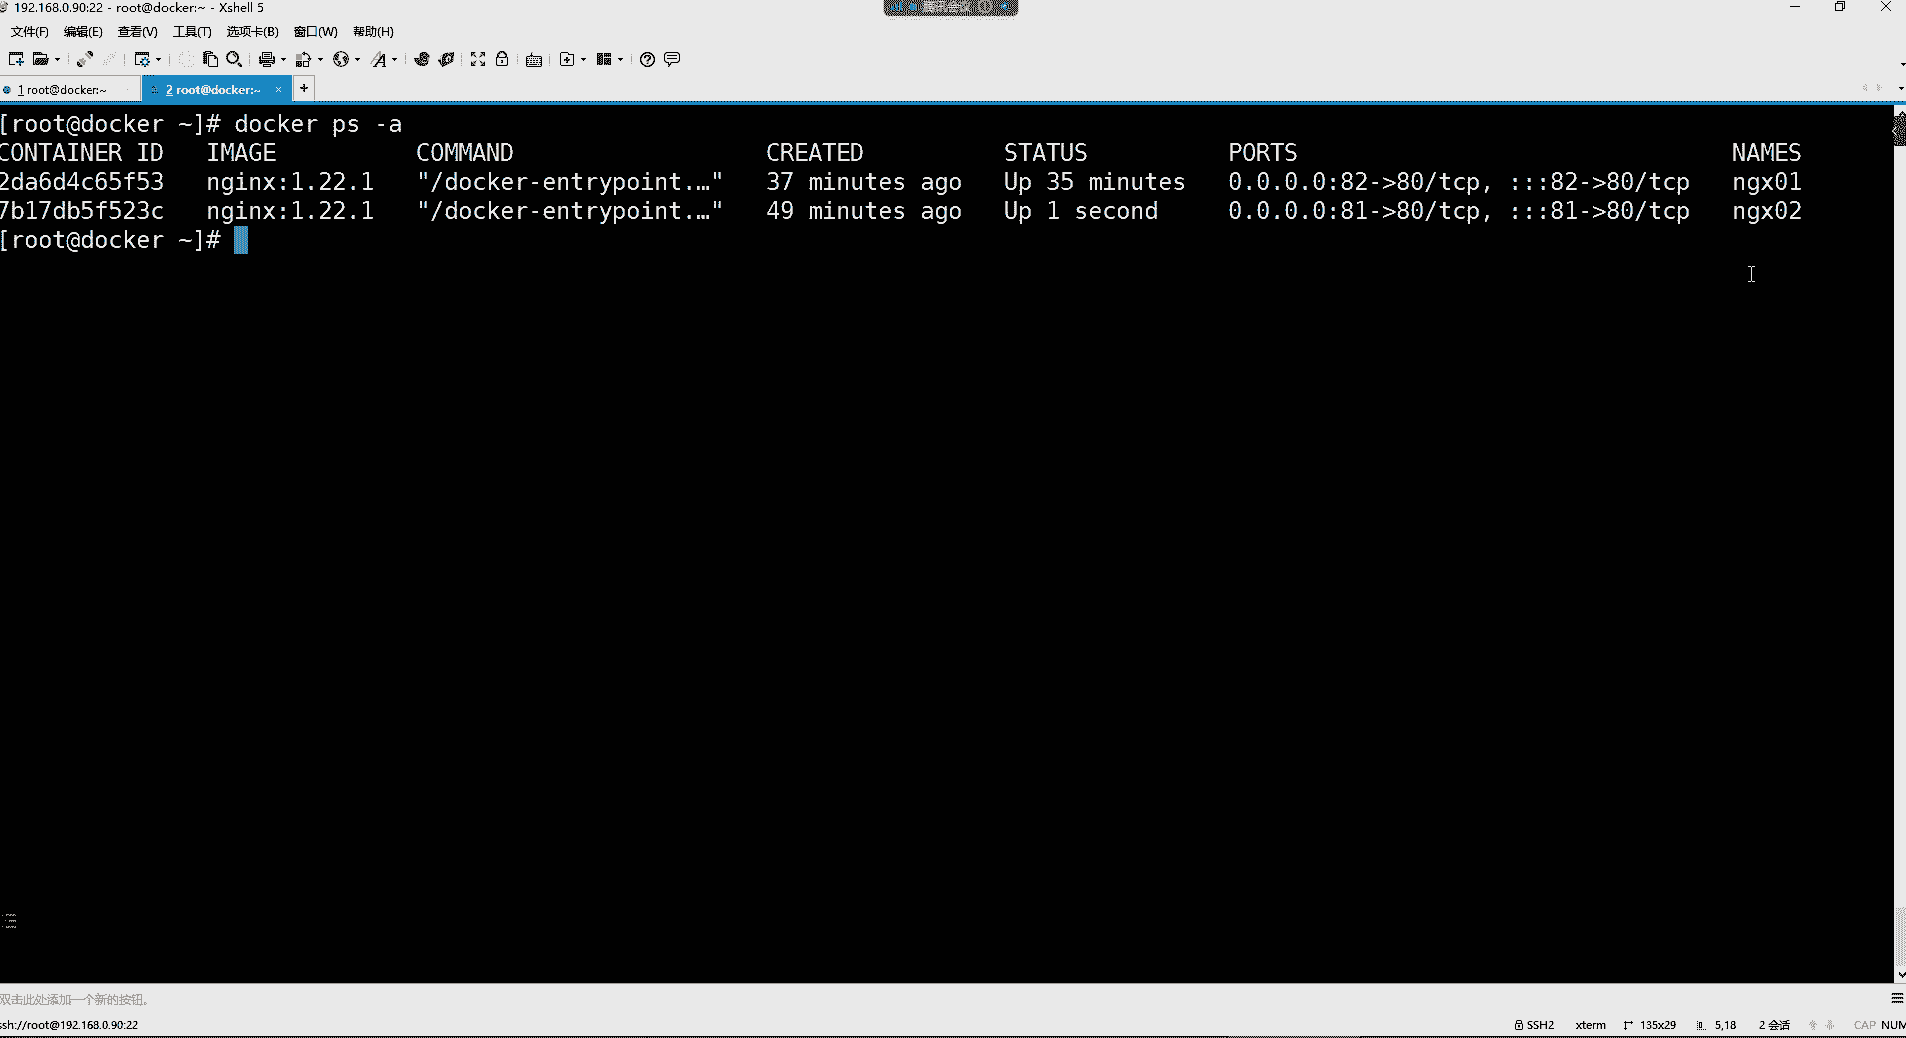 192.168.0.90:22 - root@docker:~ - Xshell 5
文件(F) 编辑(E) 查看(V) 工具(T) 选项卡(B) 窗口(W) 帮助(H)
1 root@docker:~ 2 root@docker:~ × +
[root@docker ~]# docker ps -a
CONTAINER ID IMAGE COMMAND CREATED STATUS PORTS NAMES
2da6d4c65f53 nginx:1.22.1 "/docker-entrypoint.…" 37 minutes ago Up 35 minutes 0.0.0.0:82->80/tcp, :::82->80/tcp ngx01
7b17db5f523c nginx:1.22.1 "/docker-entrypoint.…" 49 minutes ago Up 1 second 0.0.0.0:81->80/tcp, :::81->80/tcp ngx02
[root@docker ~]#
双击此处添加一个新的按钮。
ssh://root@192.168.0.90:22 SSH2 xterm 135x29 5,18 2 会话 CAP NUM